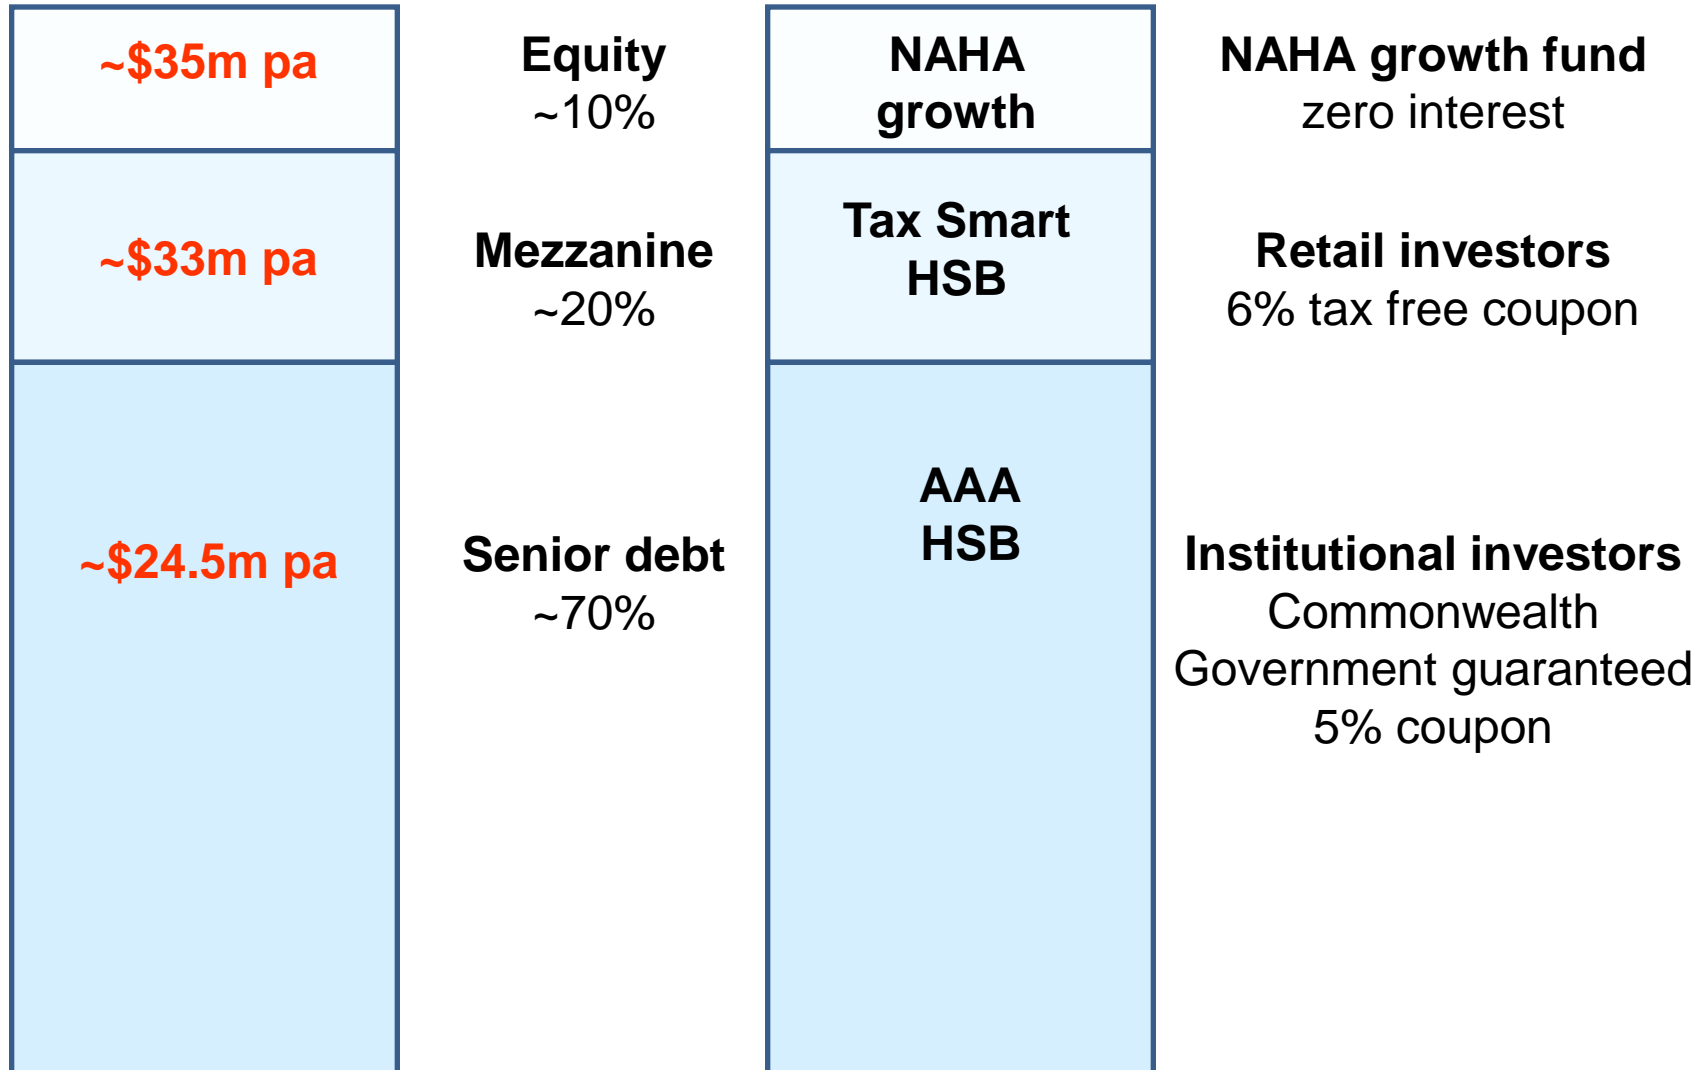 ~$35m pa
Equity
~10%
NAHA
growth
NAHA growth fund
zero interest
~$33m pa
Mezzanine
~20%
Tax Smart
HSB
Retail investors
6% tax free coupon
~$24.5m pa
Senior debt
~70%
AAA
HSB
Institutional investors
Commonwealth
Government guaranteed
5% coupon